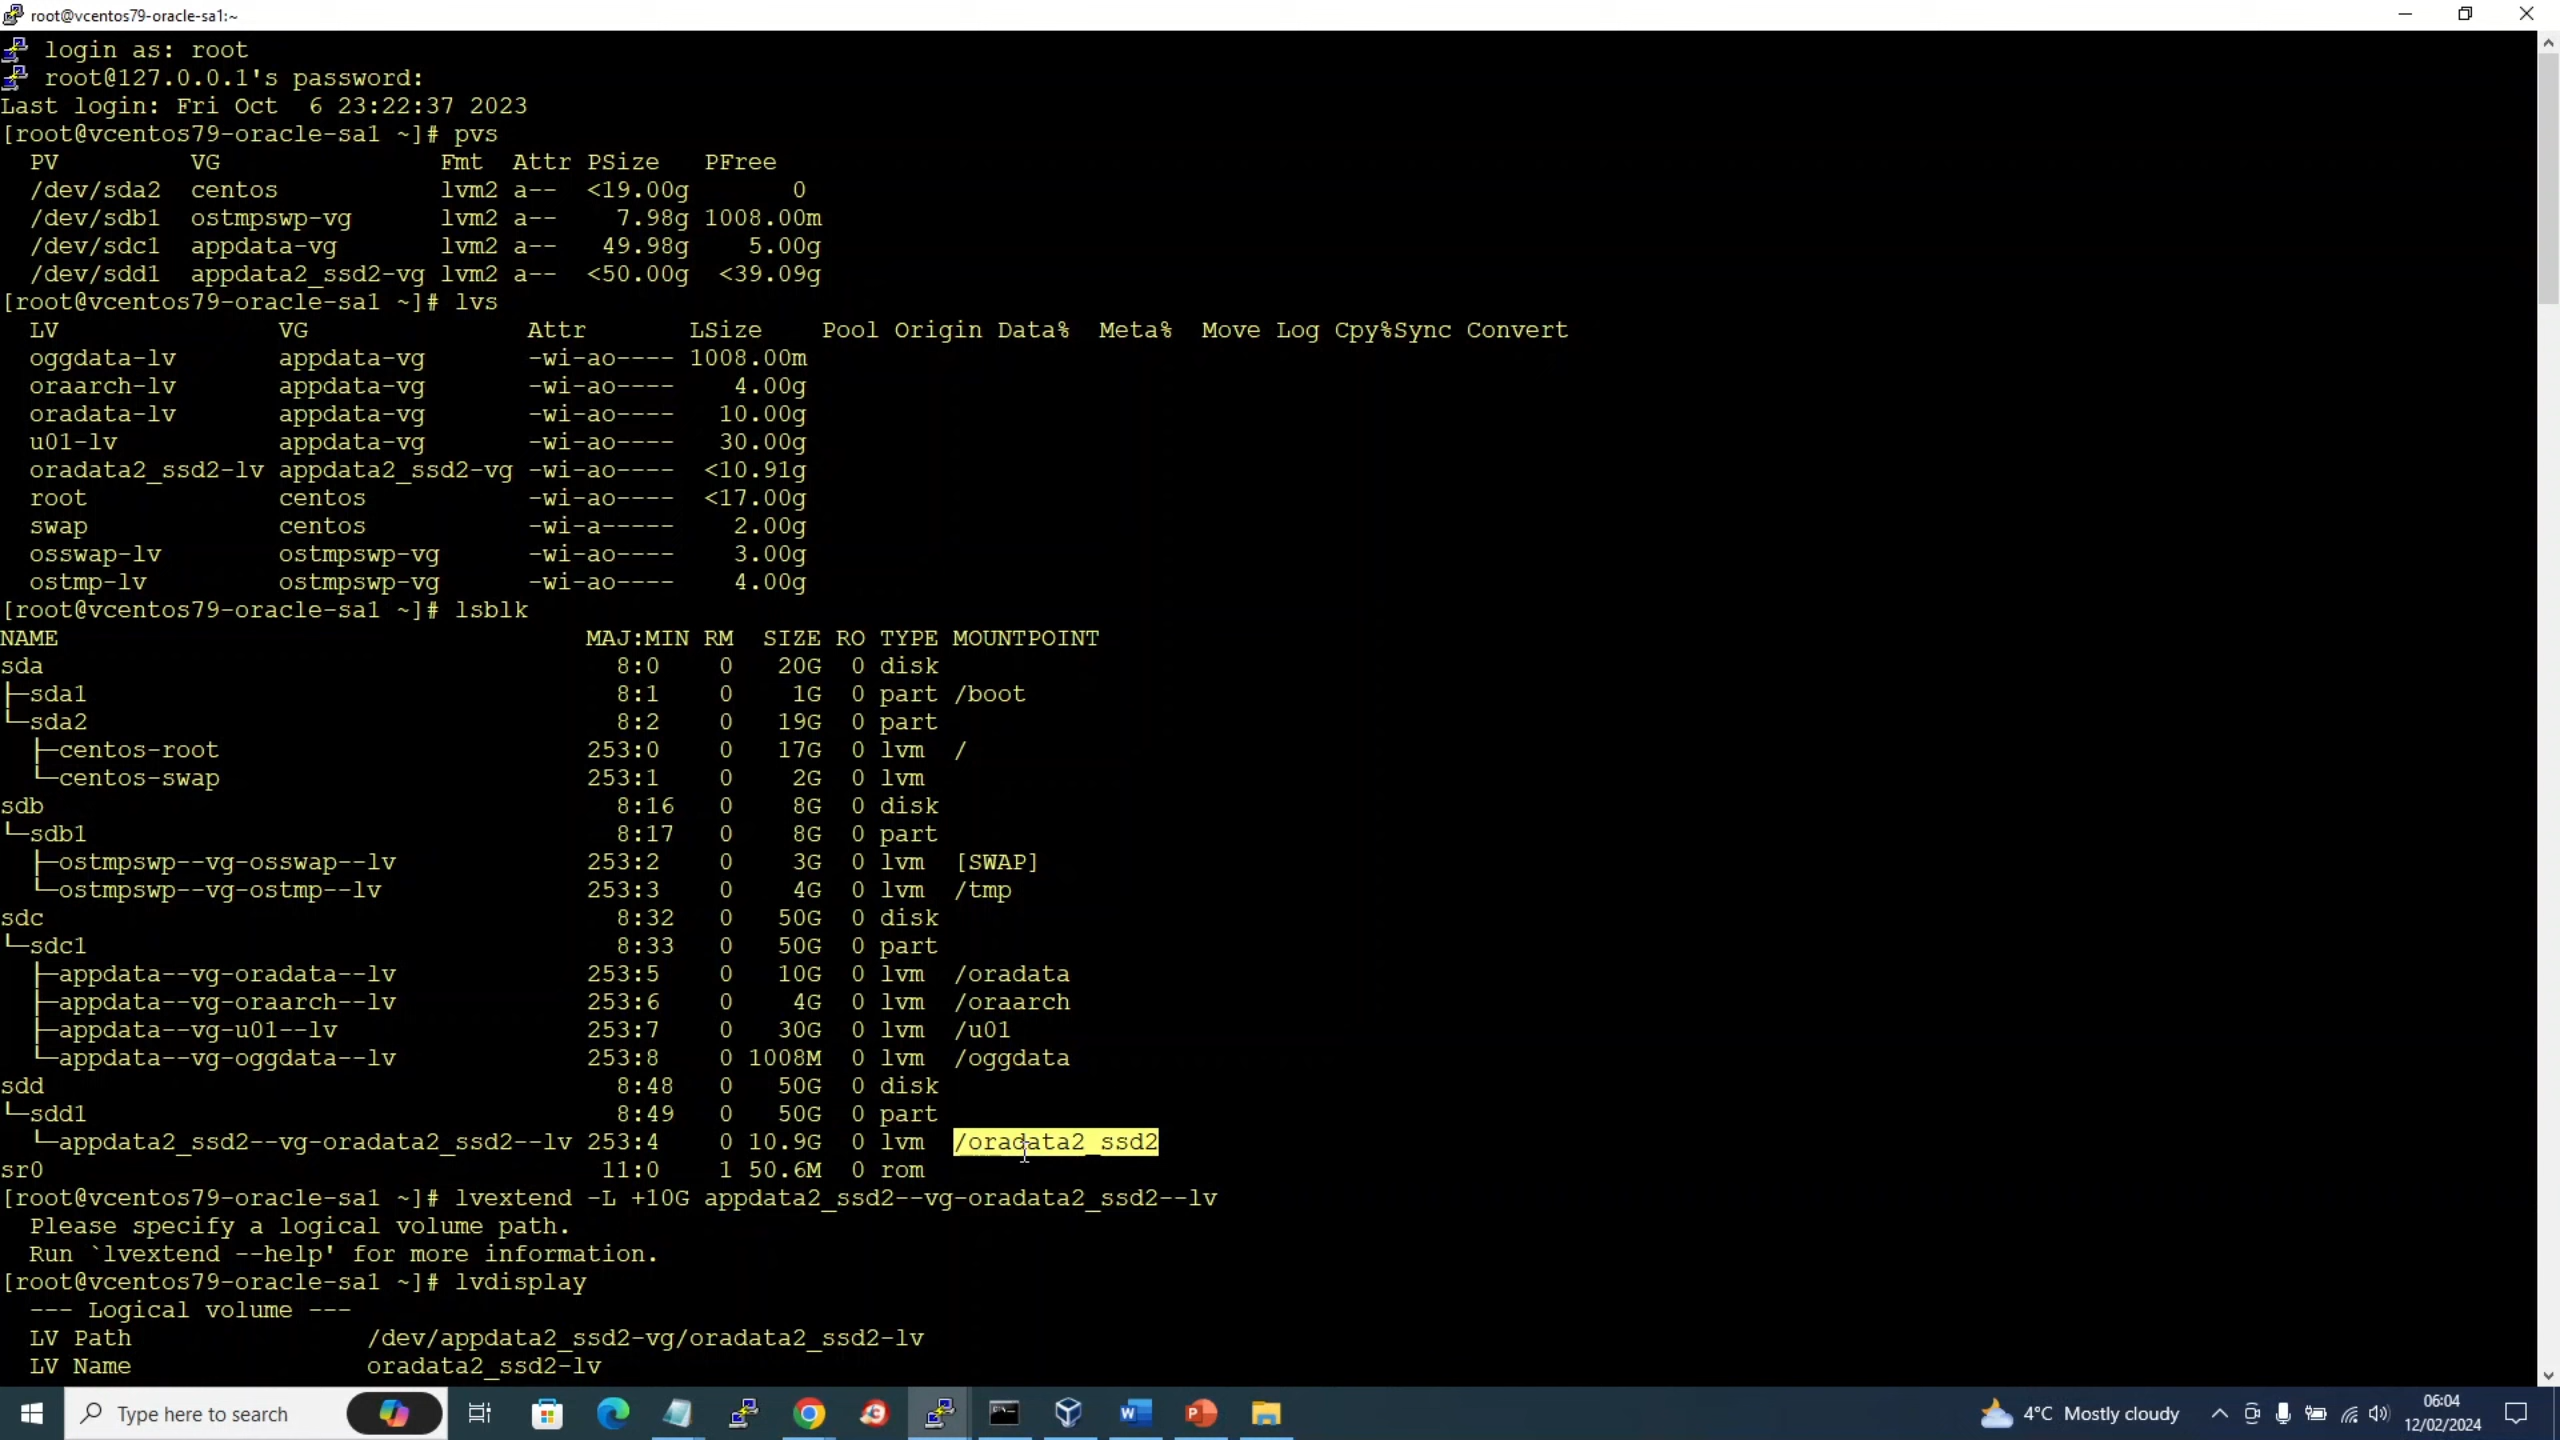 root@vcentos79-oracle-sa1:~
login as: root
root@127.0.0.1's password:
Last login: Fri Oct  6 23:22:37 2023
[root@vcentos79-oracle-sa1 ~]# pvs
  PV         VG               Fmt  Attr PSize   PFree
  /dev/sda2  centos           lvm2 a--  <19.00g       0
  /dev/sdb1  ostmpswp-vg      lvm2 a--    7.98g 1008.00m
  /dev/sdc1  appdata-vg       lvm2 a--   49.98g    5.00g
  /dev/sdd1  appdata2_ssd2-vg lvm2 a--  <50.00g  <39.09g
[root@vcentos79-oracle-sa1 ~]# lvs
  LV               VG               Attr       LSize    Pool Origin Data%  Meta%  Move Log Cpy%Sync Convert
  oggdata-lv       appdata-vg       -wi-ao---- 1008.00m
  oraarch-lv       appdata-vg       -wi-ao----    4.00g
  oradata-lv       appdata-vg       -wi-ao----   10.00g
  u01-lv           appdata-vg       -wi-ao----   30.00g
  oradata2_ssd2-lv appdata2_ssd2-vg -wi-ao----  <10.91g
  root             centos           -wi-ao----  <17.00g
  swap             centos           -wi-a-----    2.00g
  osswap-lv        ostmpswp-vg      -wi-ao----    3.00g
  ostmp-lv         ostmpswp-vg      -wi-ao----    4.00g
[root@vcentos79-oracle-sa1 ~]# lsblk
NAME                                    MAJ:MIN RM  SIZE RO TYPE MOUNTPOINT
sda                                       8:0    0   20G  0 disk
├─sda1                                    8:1    0    1G  0 part /boot
└─sda2                                    8:2    0   19G  0 part
  ├─centos-root                         253:0    0   17G  0 lvm  /
  └─centos-swap                         253:1    0    2G  0 lvm
sdb                                       8:16   0    8G  0 disk
└─sdb1                                    8:17   0    8G  0 part
  ├─ostmpswp--vg-osswap--lv             253:2    0    3G  0 lvm  [SWAP]
  └─ostmpswp--vg-ostmp--lv              253:3    0    4G  0 lvm  /tmp
sdc                                       8:32   0   50G  0 disk
└─sdc1                                    8:33   0   50G  0 part
  ├─appdata--vg-oradata--lv             253:5    0   10G  0 lvm  /oradata
  ├─appdata--vg-oraarch--lv             253:6    0    4G  0 lvm  /oraarch
  ├─appdata--vg-u01--lv                 253:7    0   30G  0 lvm  /u01
  └─appdata--vg-oggdata--lv             253:8    0 1008M  0 lvm  /oggdata
sdd                                       8:48   0   50G  0 disk
└─sdd1                                    8:49   0   50G  0 part
  └─appdata2_ssd2--vg-oradata2_ssd2--lv 253:4    0 10.9G  0 lvm  /oradata2_ssd2
sr0                                      11:0    1 50.6M  0 rom
[root@vcentos79-oracle-sa1 ~]# lvextend -L +10G appdata2_ssd2--vg-oradata2_ssd2--lv
  Please specify a logical volume path.
  Run `lvextend --help' for more information.
[root@vcentos79-oracle-sa1 ~]# lvdisplay
  --- Logical volume ---
  LV Path                /dev/appdata2_ssd2-vg/oradata2_ssd2-lv
  LV Name                oradata2_ssd2-lv
Type here to search
4°C Mostly cloudy
06:04
12/02/2024